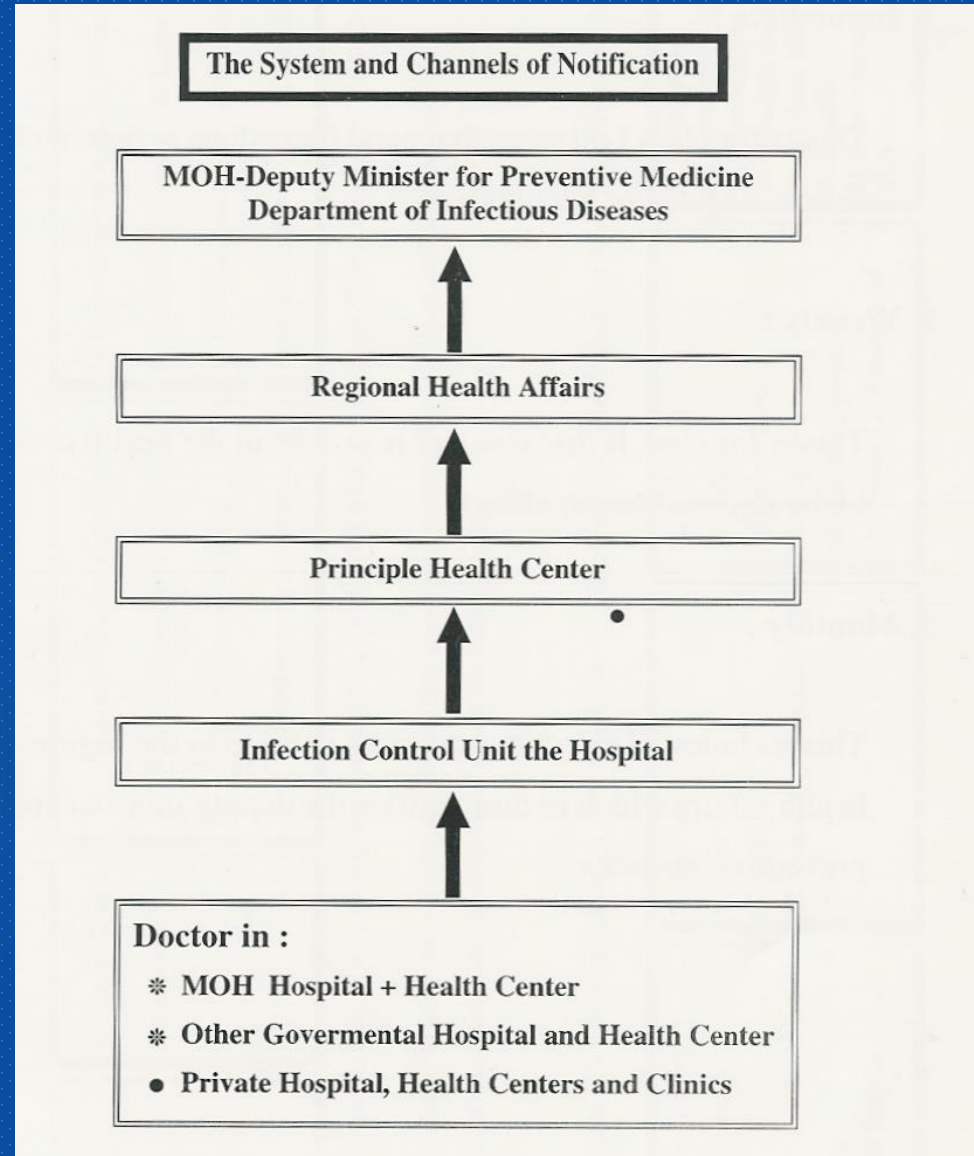 The System and Channels of Notification
MOH-Deputy Minister for Preventive Medicine
Department of Infectious Diseases
Regional Health Affairs
Principle Health Center
Infection Control Unit the Hospital
Doctor in :
❊ MOH Hospital + Health Center
❊ Other Govermental Hospital and Health Center
● Private Hospital, Health Centers and Clinics